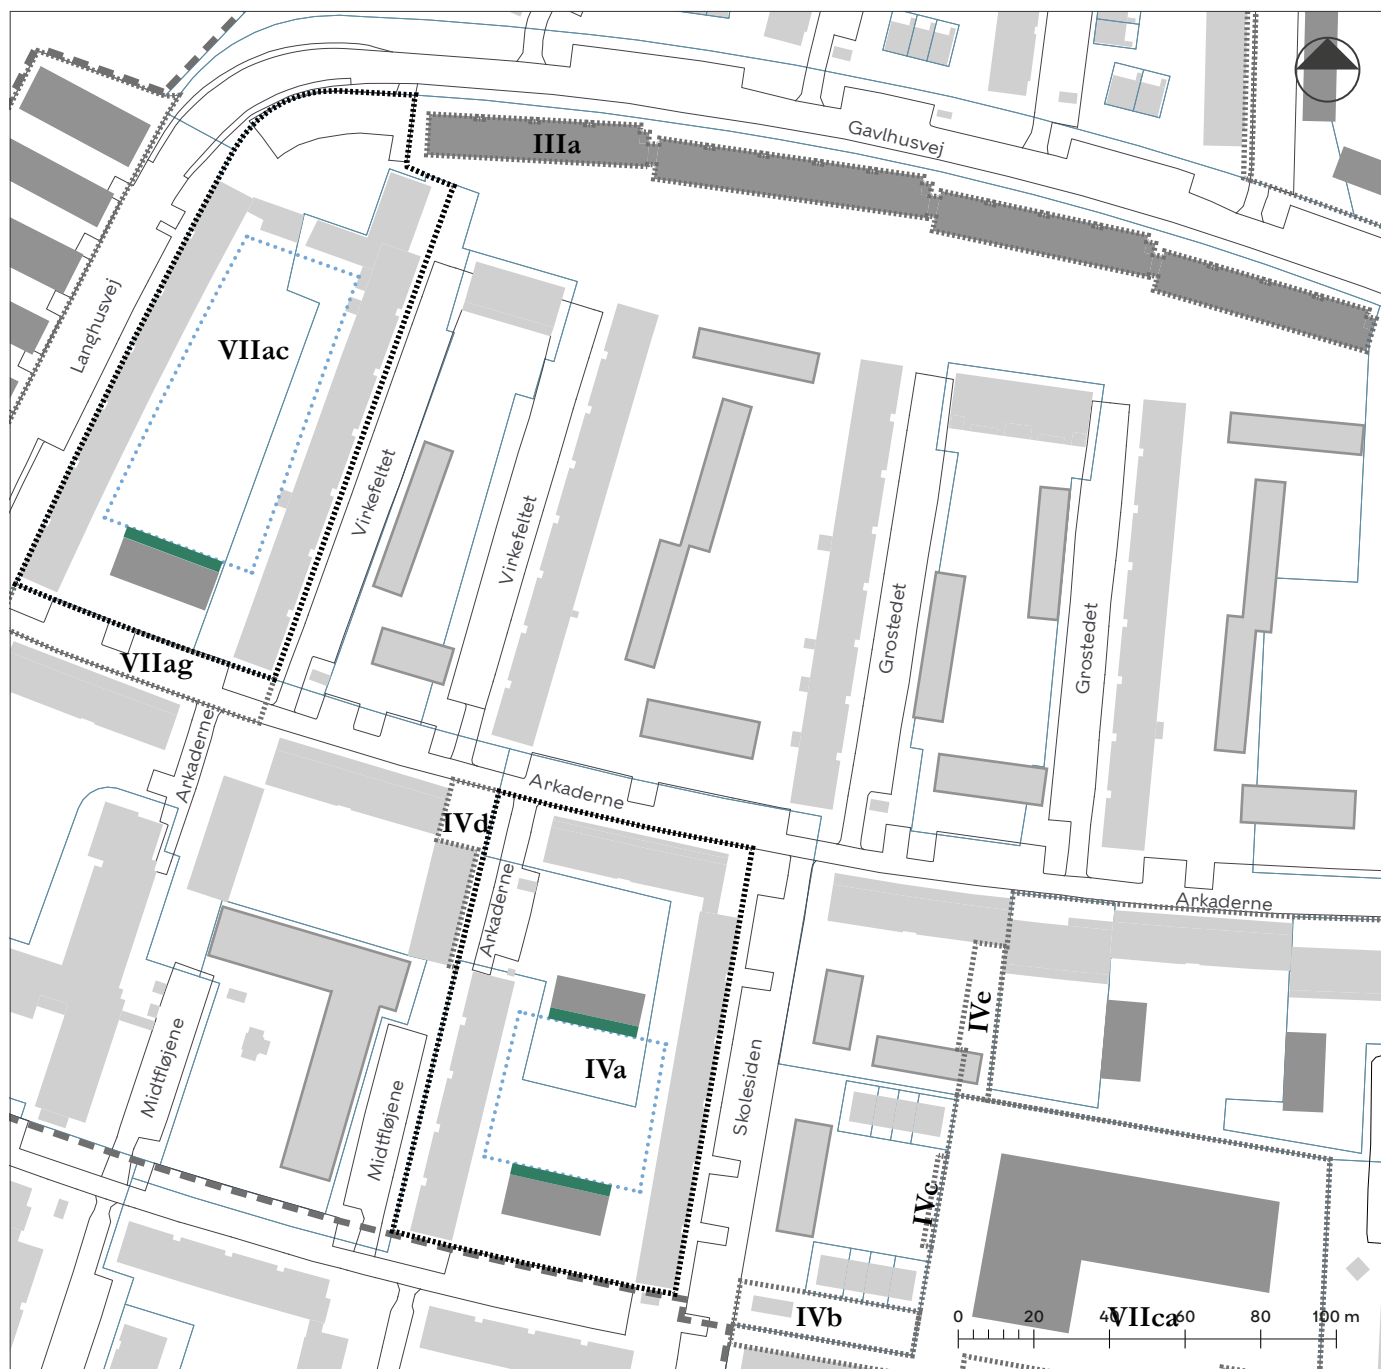 Gavlhusvej
IIIa
Langhusvej
VIIac
Virkefeltet
Virkefeltet
Grostedet
Grostedet
VIIag
Arkaderne
Arkaderne
IVd
Arkaderne
Arkaderne
IVe
IVa
Midtfløjene
Midtfløjene
Skolesiden
IVc
IVb
VIIca
0 20 40 60 80 100 m